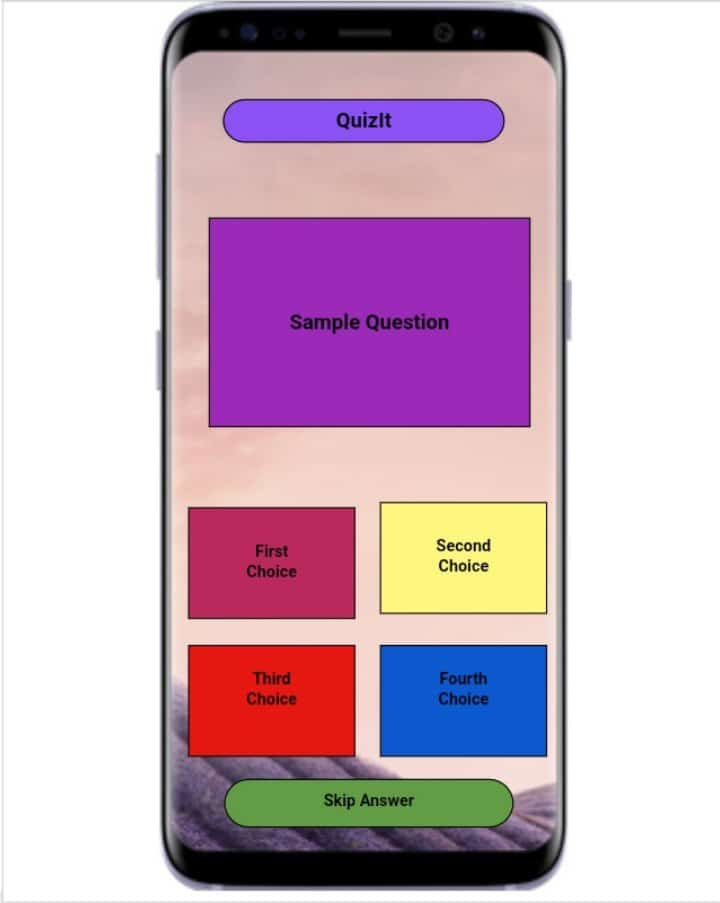 QuizIt
Sample Question
First
Choice
Second
Choice
Third
Choice
Fourth
Choice
Skip Answer